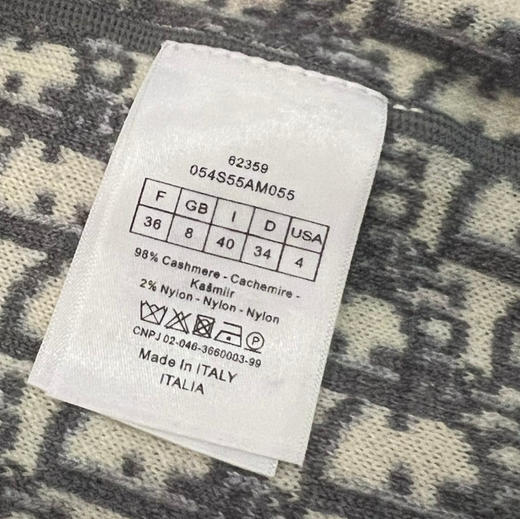 62359
054S55AM055
F GB I D USA
36 8 40 34 4
98% Cashmere - Cachemire -
Kašmiir
2% Nylon - Nylon - Nylon
P
CNPJ 02-046-3660003-99
Made In ITALY
ITALIA